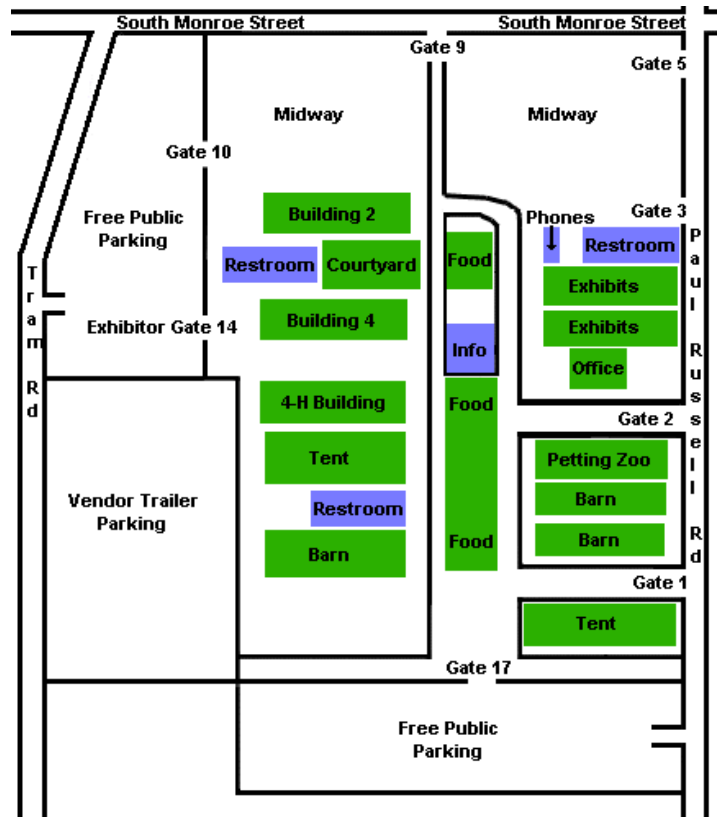 South Monroe Street
South Monroe Street
Gate 9
Gate 5
Midway
Midway
Gate 10
Free Public
Parking
Building 2
Gate 3
Phones
Restroom
Courtyard
Food
Restroom
Exhibits
Exhibitor Gate 14
Building 4
Exhibits
Info
Office
Tram Rd
Paul Russell Rd
4-H Building
Food
Gate 2
Tent
Petting Zoo
Vendor Trailer
Parking
Restroom
Barn
Barn
Food
Barn
Gate 1
Tent
Gate 17
Free Public
Parking